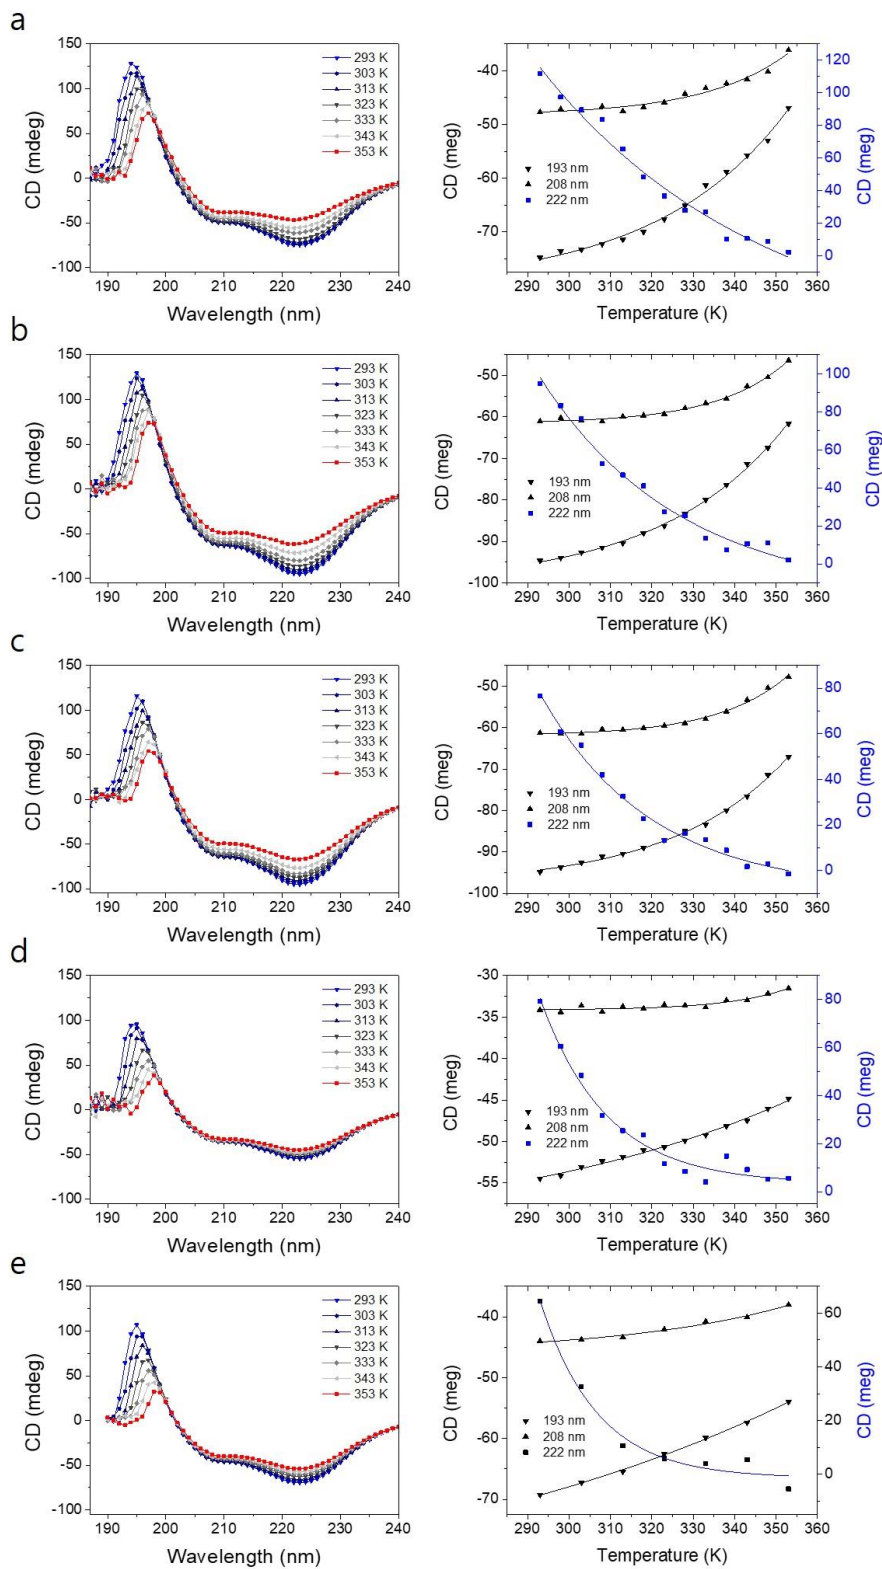 a
CD (mdeg)
150
100
50
0
-50
-100
293 K
303 K
313 K
323 K
333 K
343 K
353 K
190 200 210 220 230 240
Wavelength (nm)
CD (meg)
-40
-50
-60
-70
193 nm
208 nm
222 nm
120
100
80
60
40
20
0
CD (meg)
290 300 310 320 330 340 350 360
Temperature (K)
b
CD (mdeg)
150
100
50
0
-50
-100
293 K
303 K
313 K
323 K
333 K
343 K
353 K
190 200 210 220 230 240
Wavelength (nm)
CD (meg)
-50
-55
-60
-65
-70
-75
-80
-85
-90
-95
-100
193 nm
208 nm
222 nm
100
80
60
40
20
0
CD (meg)
290 300 310 320 330 340 350 360
Temperature (K)
c
CD (mdeg)
150
100
50
0
-50
-100
293 K
303 K
313 K
323 K
333 K
343 K
353 K
190 200 210 220 230 240
Wavelength (nm)
CD (meg)
-50
-60
-70
-80
-90
-100
193 nm
208 nm
222 nm
80
60
40
20
0
CD (meg)
290 300 310 320 330 340 350 360
Temperature (K)
d
CD (mdeg)
150
100
50
0
-50
-100
293 K
303 K
313 K
323 K
333 K
343 K
353 K
190 200 210 220 230 240
Wavelength (nm)
CD (meg)
-30
-35
-45
-50
-55
193 nm
208 nm
222 nm
80
60
40
20
0
CD (meg)
290 300 310 320 330 340 350 360
Temperature (K)
e
CD (mdeg)
150
100
50
0
-50
-100
293 K
303 K
313 K
323 K
333 K
343 K
353 K
190 200 210 220 230 240
Wavelength (nm)
CD (meg)
-40
-50
-60
-70
193 nm
208 nm
222 nm
60
40
20
0
CD (meg)
290 300 310 320 330 340 350 360
Temperature (K)